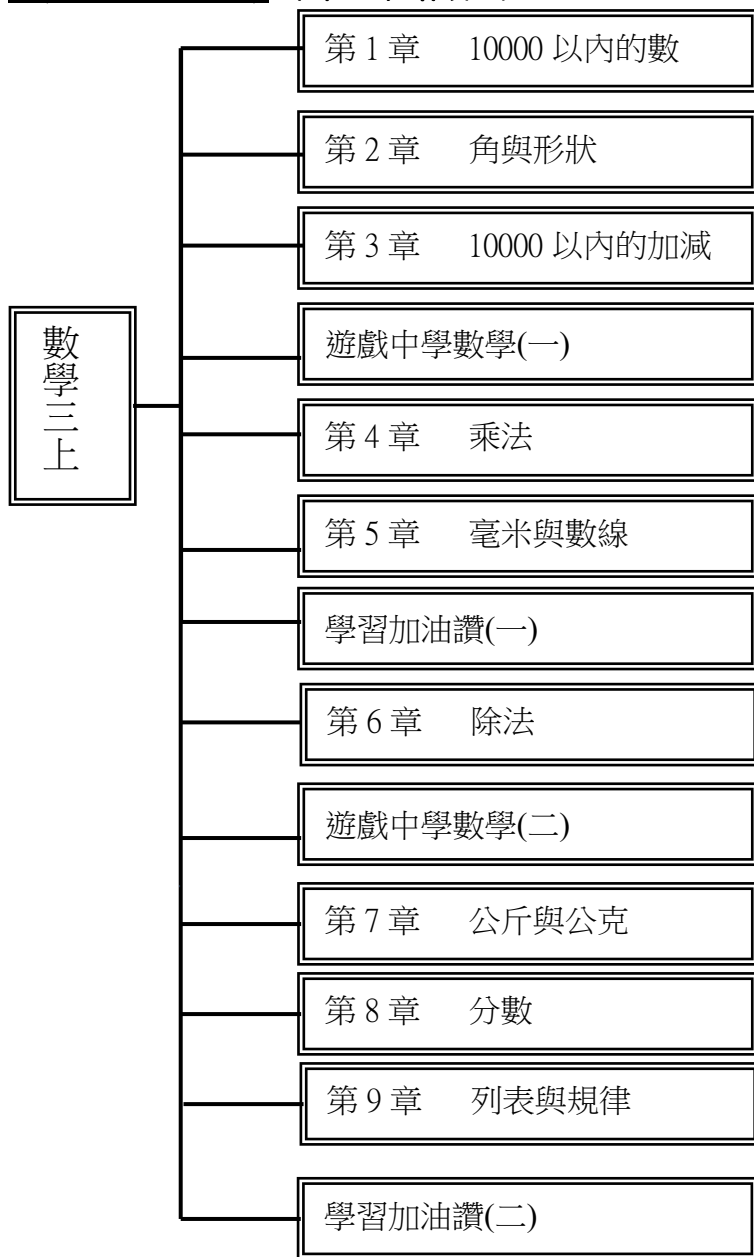 第 1 章 10000 以內的數
第 2 章 角與形狀
第 3 章 10000 以內的加減
遊戲中學數學(一)
數學三上
第 4 章 乘法
第 5 章 毫米與數線
學習加油讚(一)
第 6 章 除法
遊戲中學數學(二)
第 7 章 公斤與公克
第 8 章 分數
第 9 章 列表與規律
學習加油讚(二)